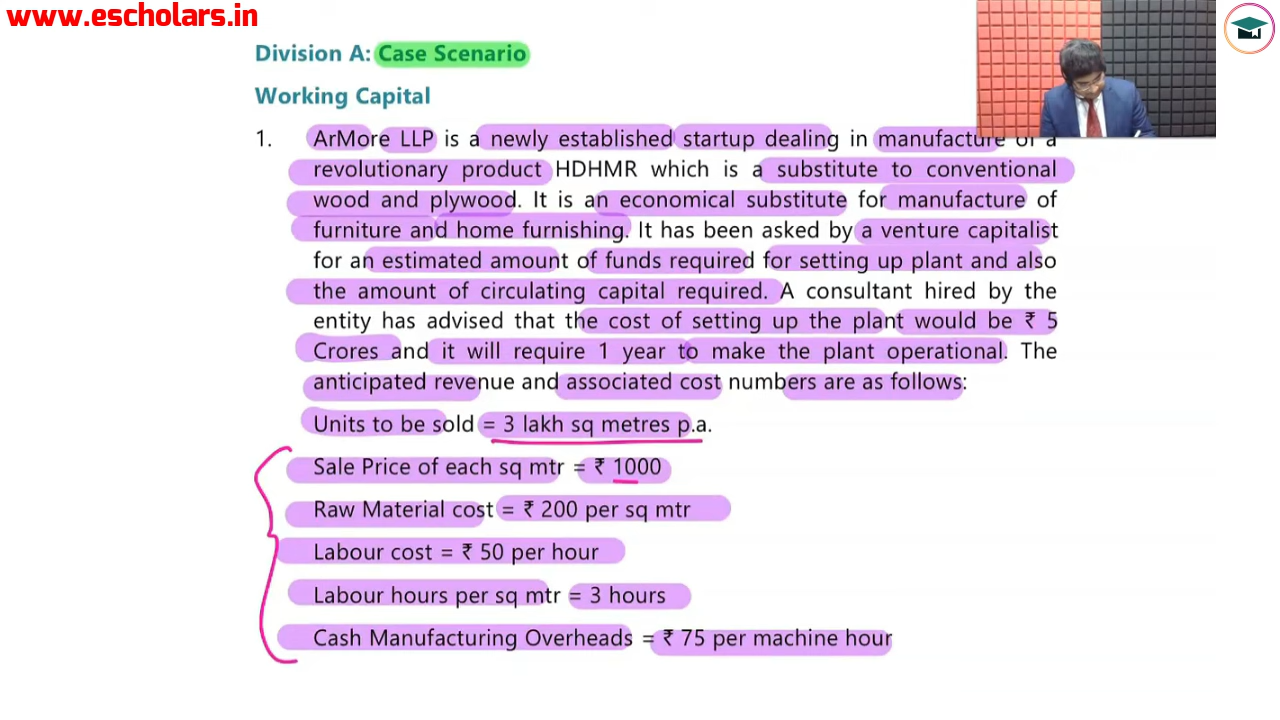 www.escholars.in
Division A: Case Scenario
Working Capital
1. ArMore LLP is a newly established startup dealing in manufacture of a
revolutionary product HDHMR which is a substitute to conventional
wood and plywood. It is an economical substitute for manufacture of
furniture and home furnishing. It has been asked by a venture capitalist
for an estimated amount of funds required for setting up plant and also
the amount of circulating capital required. A consultant hired by the
entity has advised that the cost of setting up the plant would be ₹ 5
Crores and it will require 1 year to make the plant operational. The
anticipated revenue and associated cost numbers are as follows:
Units to be sold = 3 lakh sq metres p.a.
Sale Price of each sq mtr = ₹ 1000
Raw Material cost = ₹ 200 per sq mtr
Labour cost = ₹ 50 per hour
Labour hours per sq mtr = 3 hours
Cash Manufacturing Overheads = ₹ 75 per machine hour